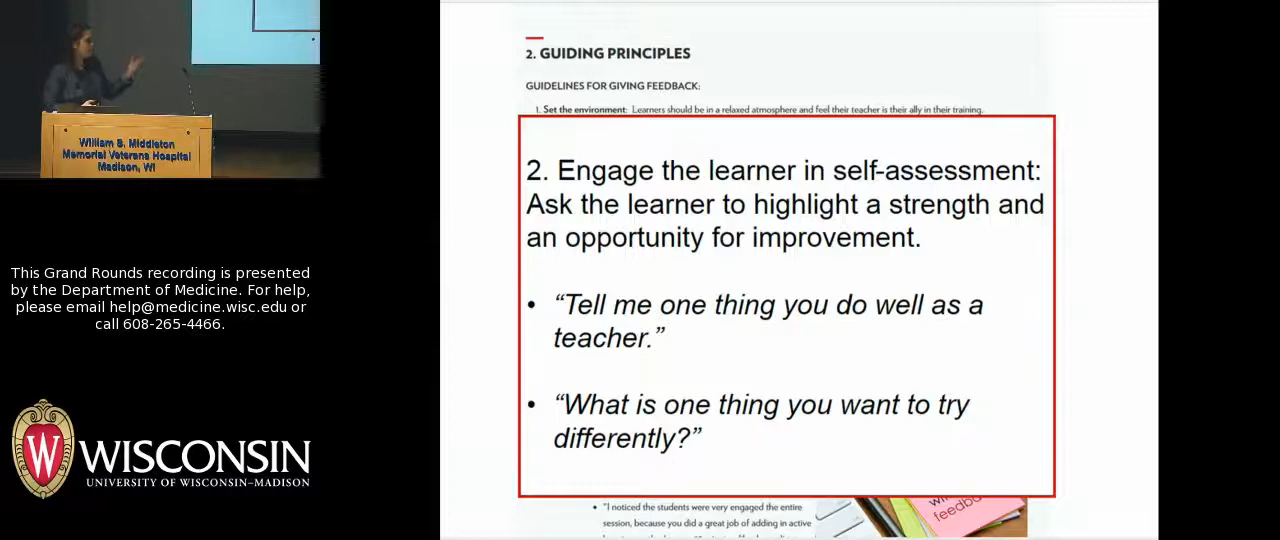 William S. Middleton
Memorial Veterans Hospital
Madison, WI
This Grand Rounds recording is presented
by the Department of Medicine. For help,
please email help@medicine.wisc.edu or
call 608-265-4466.
W
WISCONSIN
UNIVERSITY OF WISCONSIN–MADISON
2. GUIDING PRINCIPLES
GUIDELINES FOR GIVING FEEDBACK:
1. Set the environment: Learners should be in a relaxed atmosphere and feel their teacher is their ally in their training.
2. Engage the learner in self-assessment:
Ask the learner to highlight a strength and
an opportunity for improvement.
• “Tell me one thing you do well as a
teacher.”
• “What is one thing you want to try
differently?”
• "I noticed the students were very engaged the entire
session, because you did a great job of adding in active